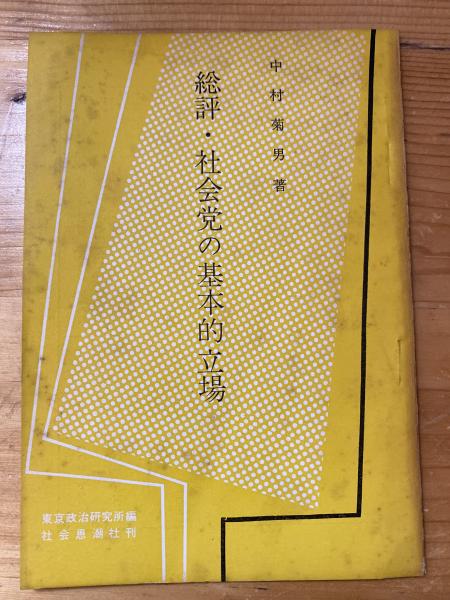 中村菊男著
総評・社会党の基本的立場
東京政治研究所編
社会思潮社刊